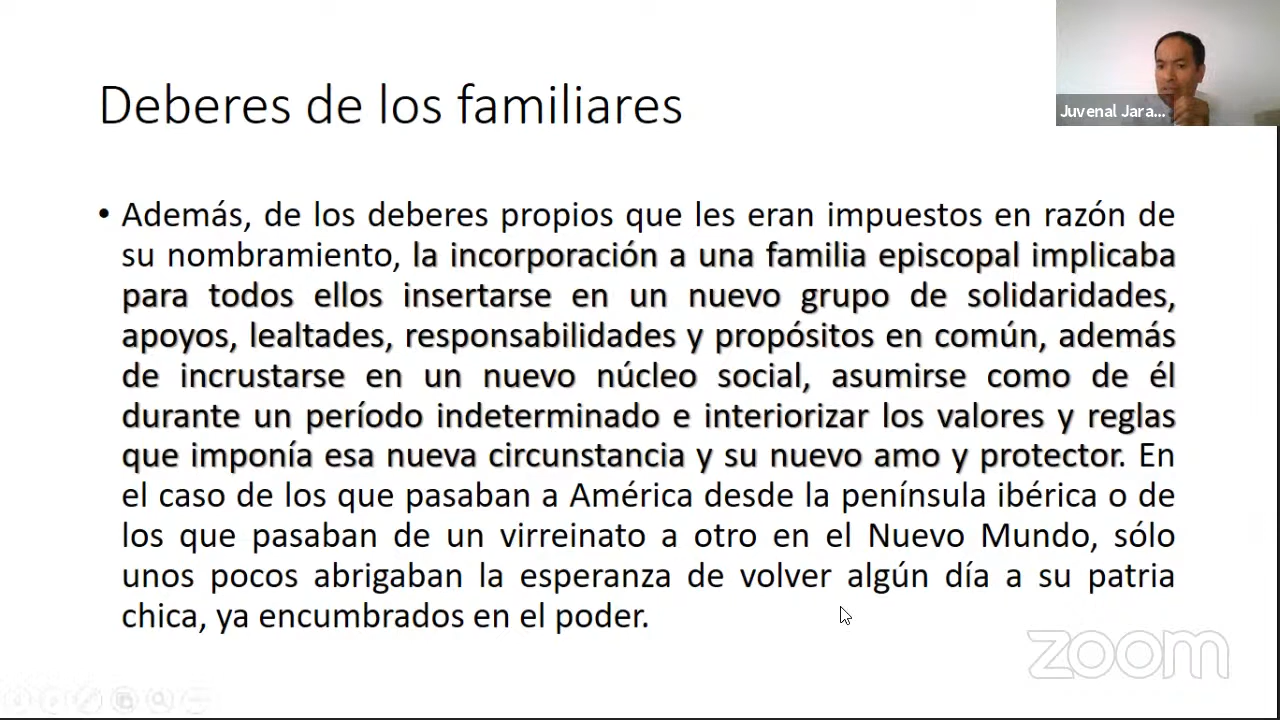 Deberes de los familiares
Juvenal Jara...
• Además, de los deberes propios que les eran impuestos en razón de
su nombramiento, la incorporación a una familia episcopal implicaba
para todos ellos insertarse en un nuevo grupo de solidaridades,
apoyos, lealtades, responsabilidades y propósitos en común, además
de incrustarse en un nuevo núcleo social, asumirse como de él
durante un período indeterminado e interiorizar los valores y reglas
que imponía esa nueva circunstancia y su nuevo amo y protector. En
el caso de los que pasaban a América desde la península ibérica o de
los que pasaban de un virreinato a otro en el Nuevo Mundo, sólo
unos pocos abrigaban la esperanza de volver algún día a su patria
chica, ya encumbrados en el poder.
zoom